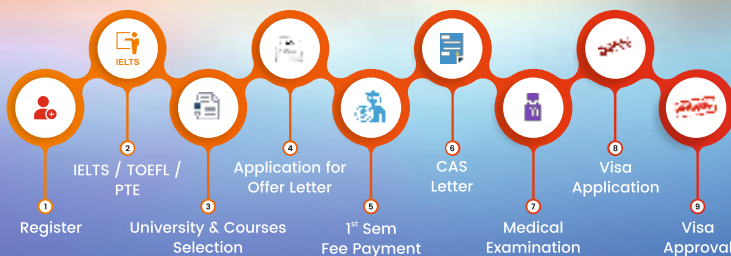 IELTS
1
Register
2
IELTS / TOEFL /
PTE
3
University & Courses
Selection
4
Application for
Offer Letter
5
1st Sem
Fee Payment
6
CAS
Letter
7
Medical
Examination
8
Visa
Application
9
Visa
Approval